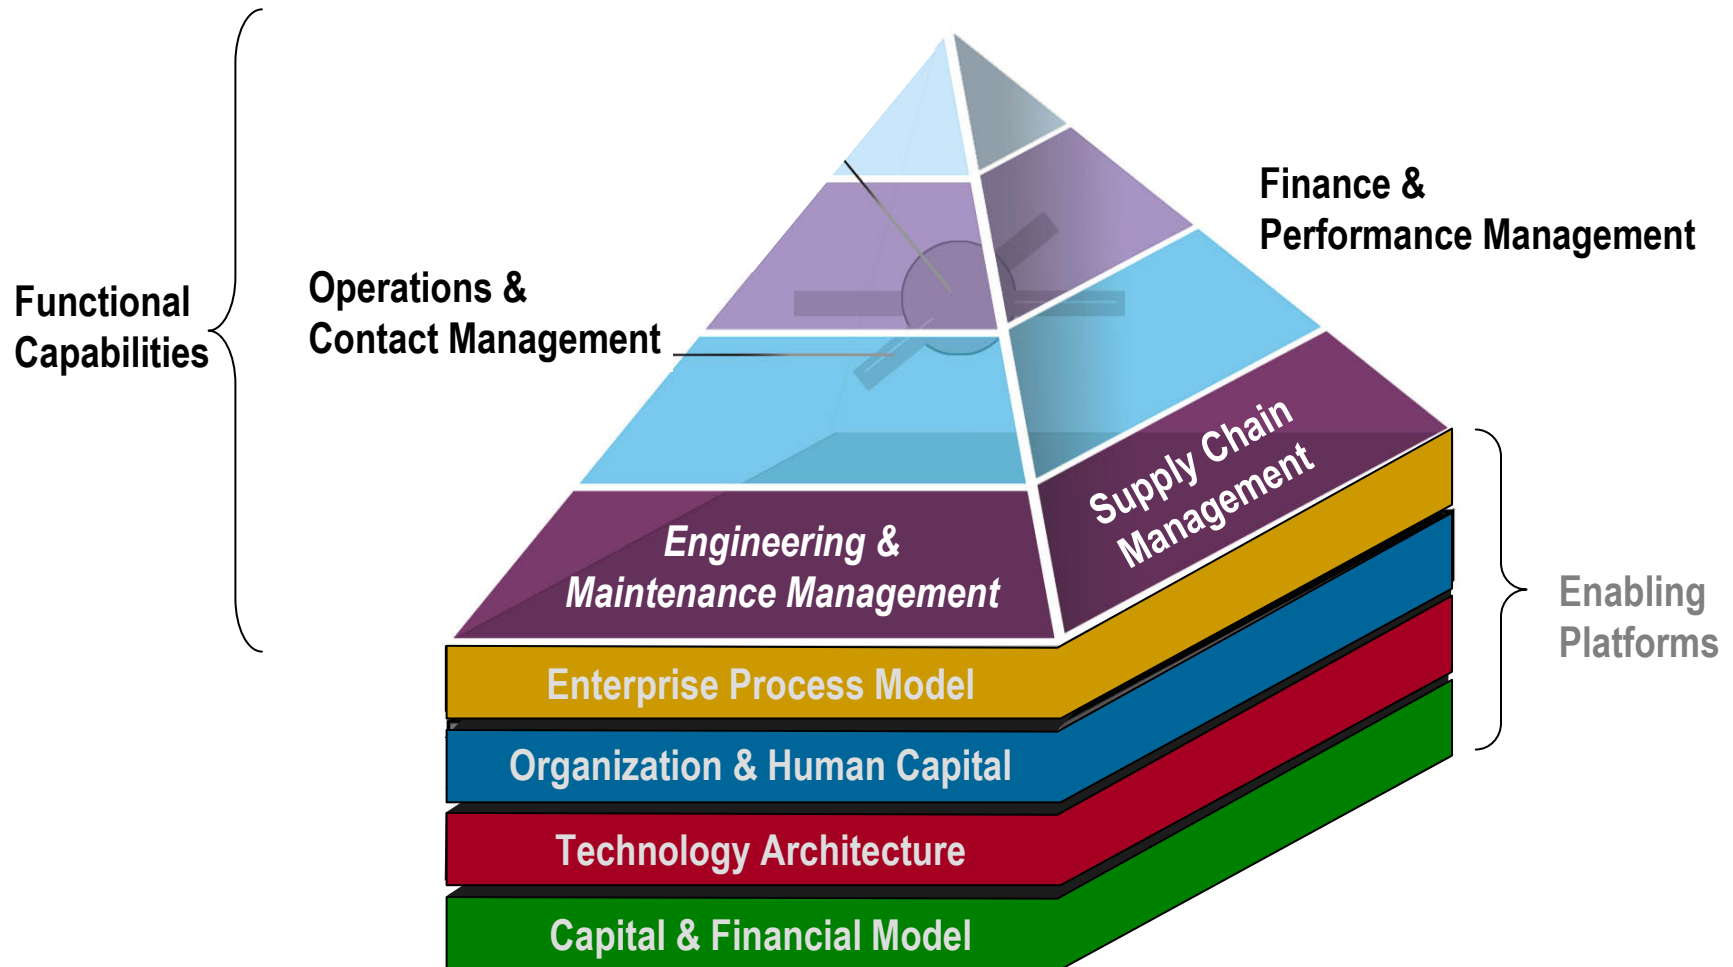 Finance &
Performance Management
Operations &
Contact Management
Functional
Capabilities
Supply Chain
Management
Engineering &
Maintenance Management
Enabling
Platforms
Enterprise Process Model
Organization & Human Capital
Technology Architecture
Capital & Financial Model